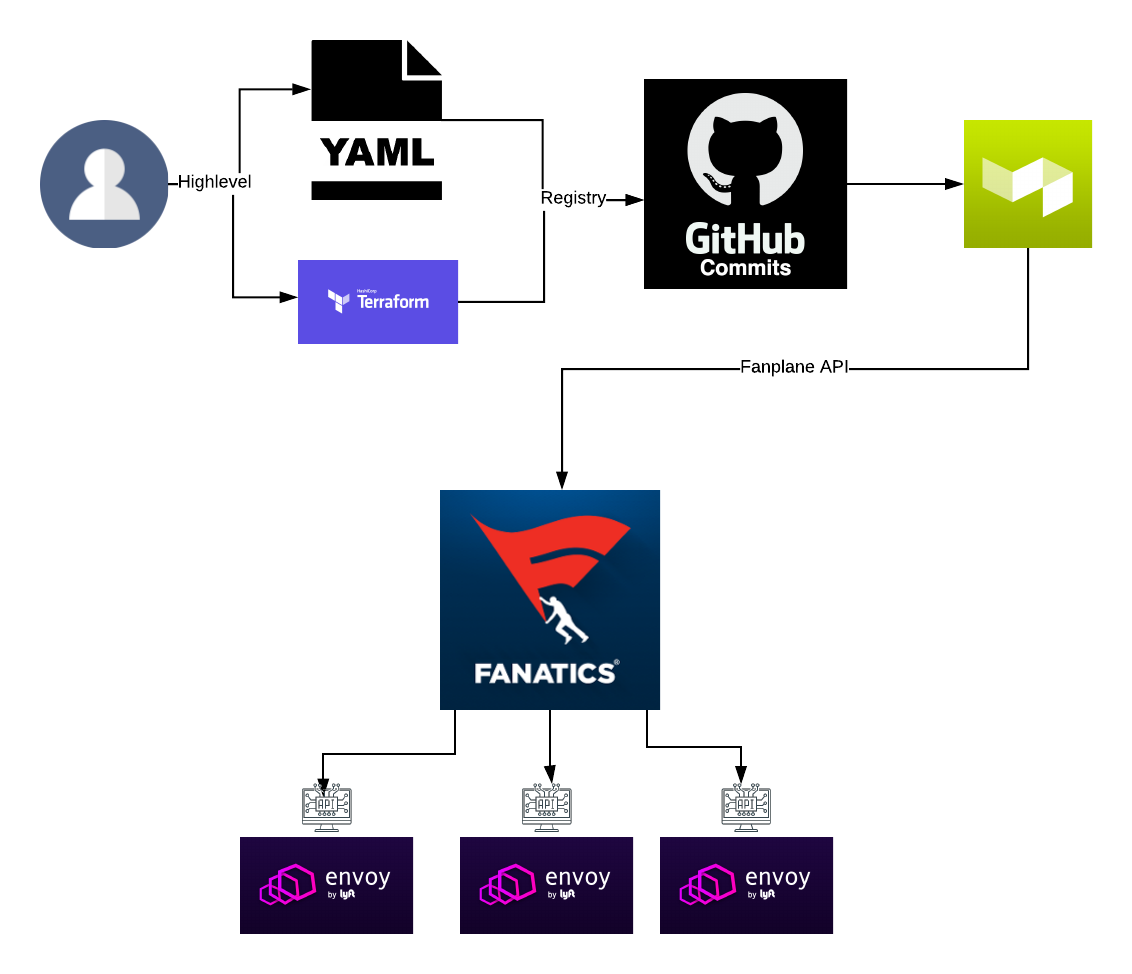 Highlevel
YAML
HashiCorp
Terraform
Registry
GitHub
Commits
Fanplane API
FANATICS®
API
API
API
envoy
by lyft
envoy
by lyft
envoy
by lyft